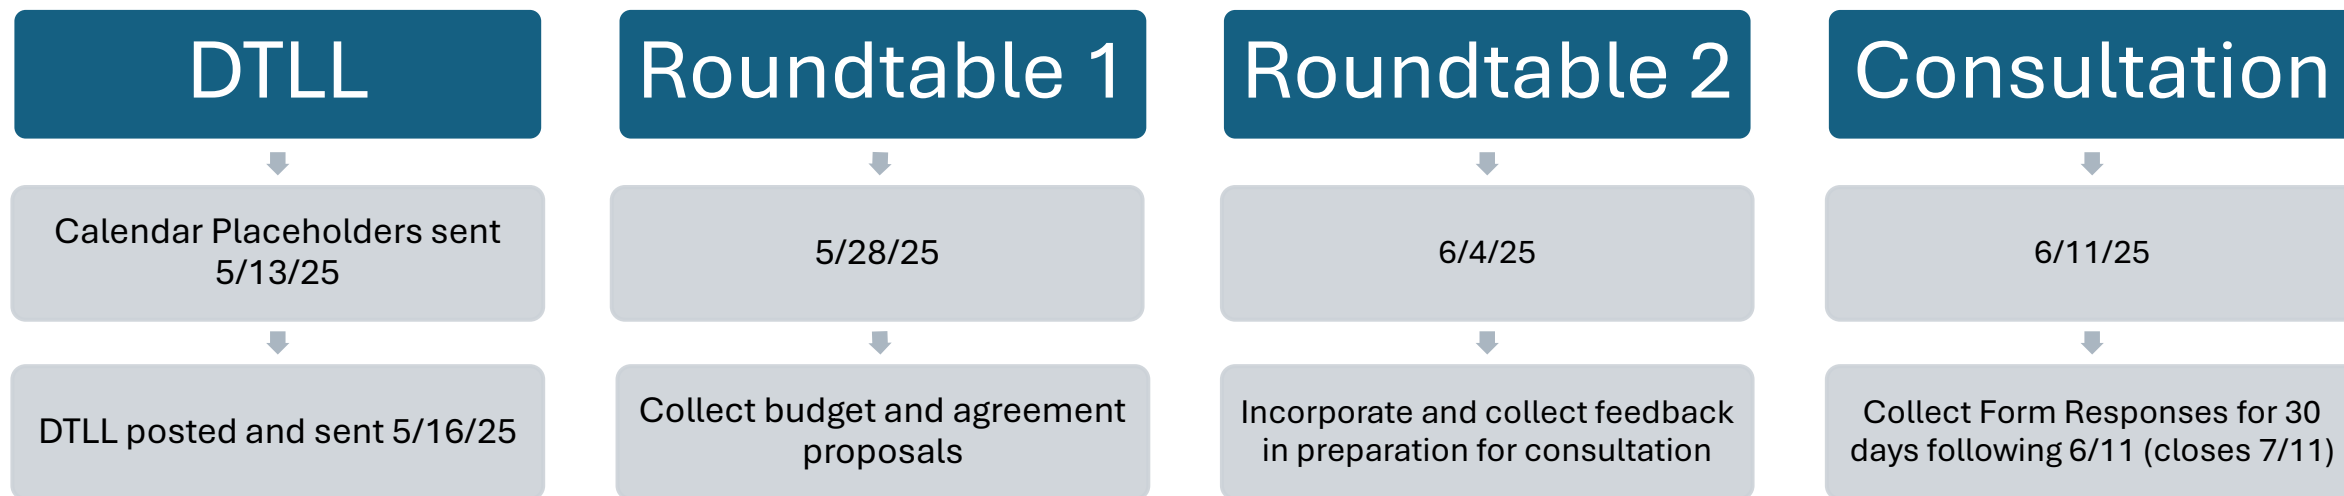 DTLL
Calendar Placeholders sent
5/13/25
DTLL posted and sent 5/16/25
Roundtable 1
5/28/25
Collect budget and agreement
proposals
Roundtable 2
6/4/25
Incorporate and collect feedback
in preparation for consultation
Consultation
6/11/25
Collect Form Responses for 30
days following 6/11 (closes 7/11)